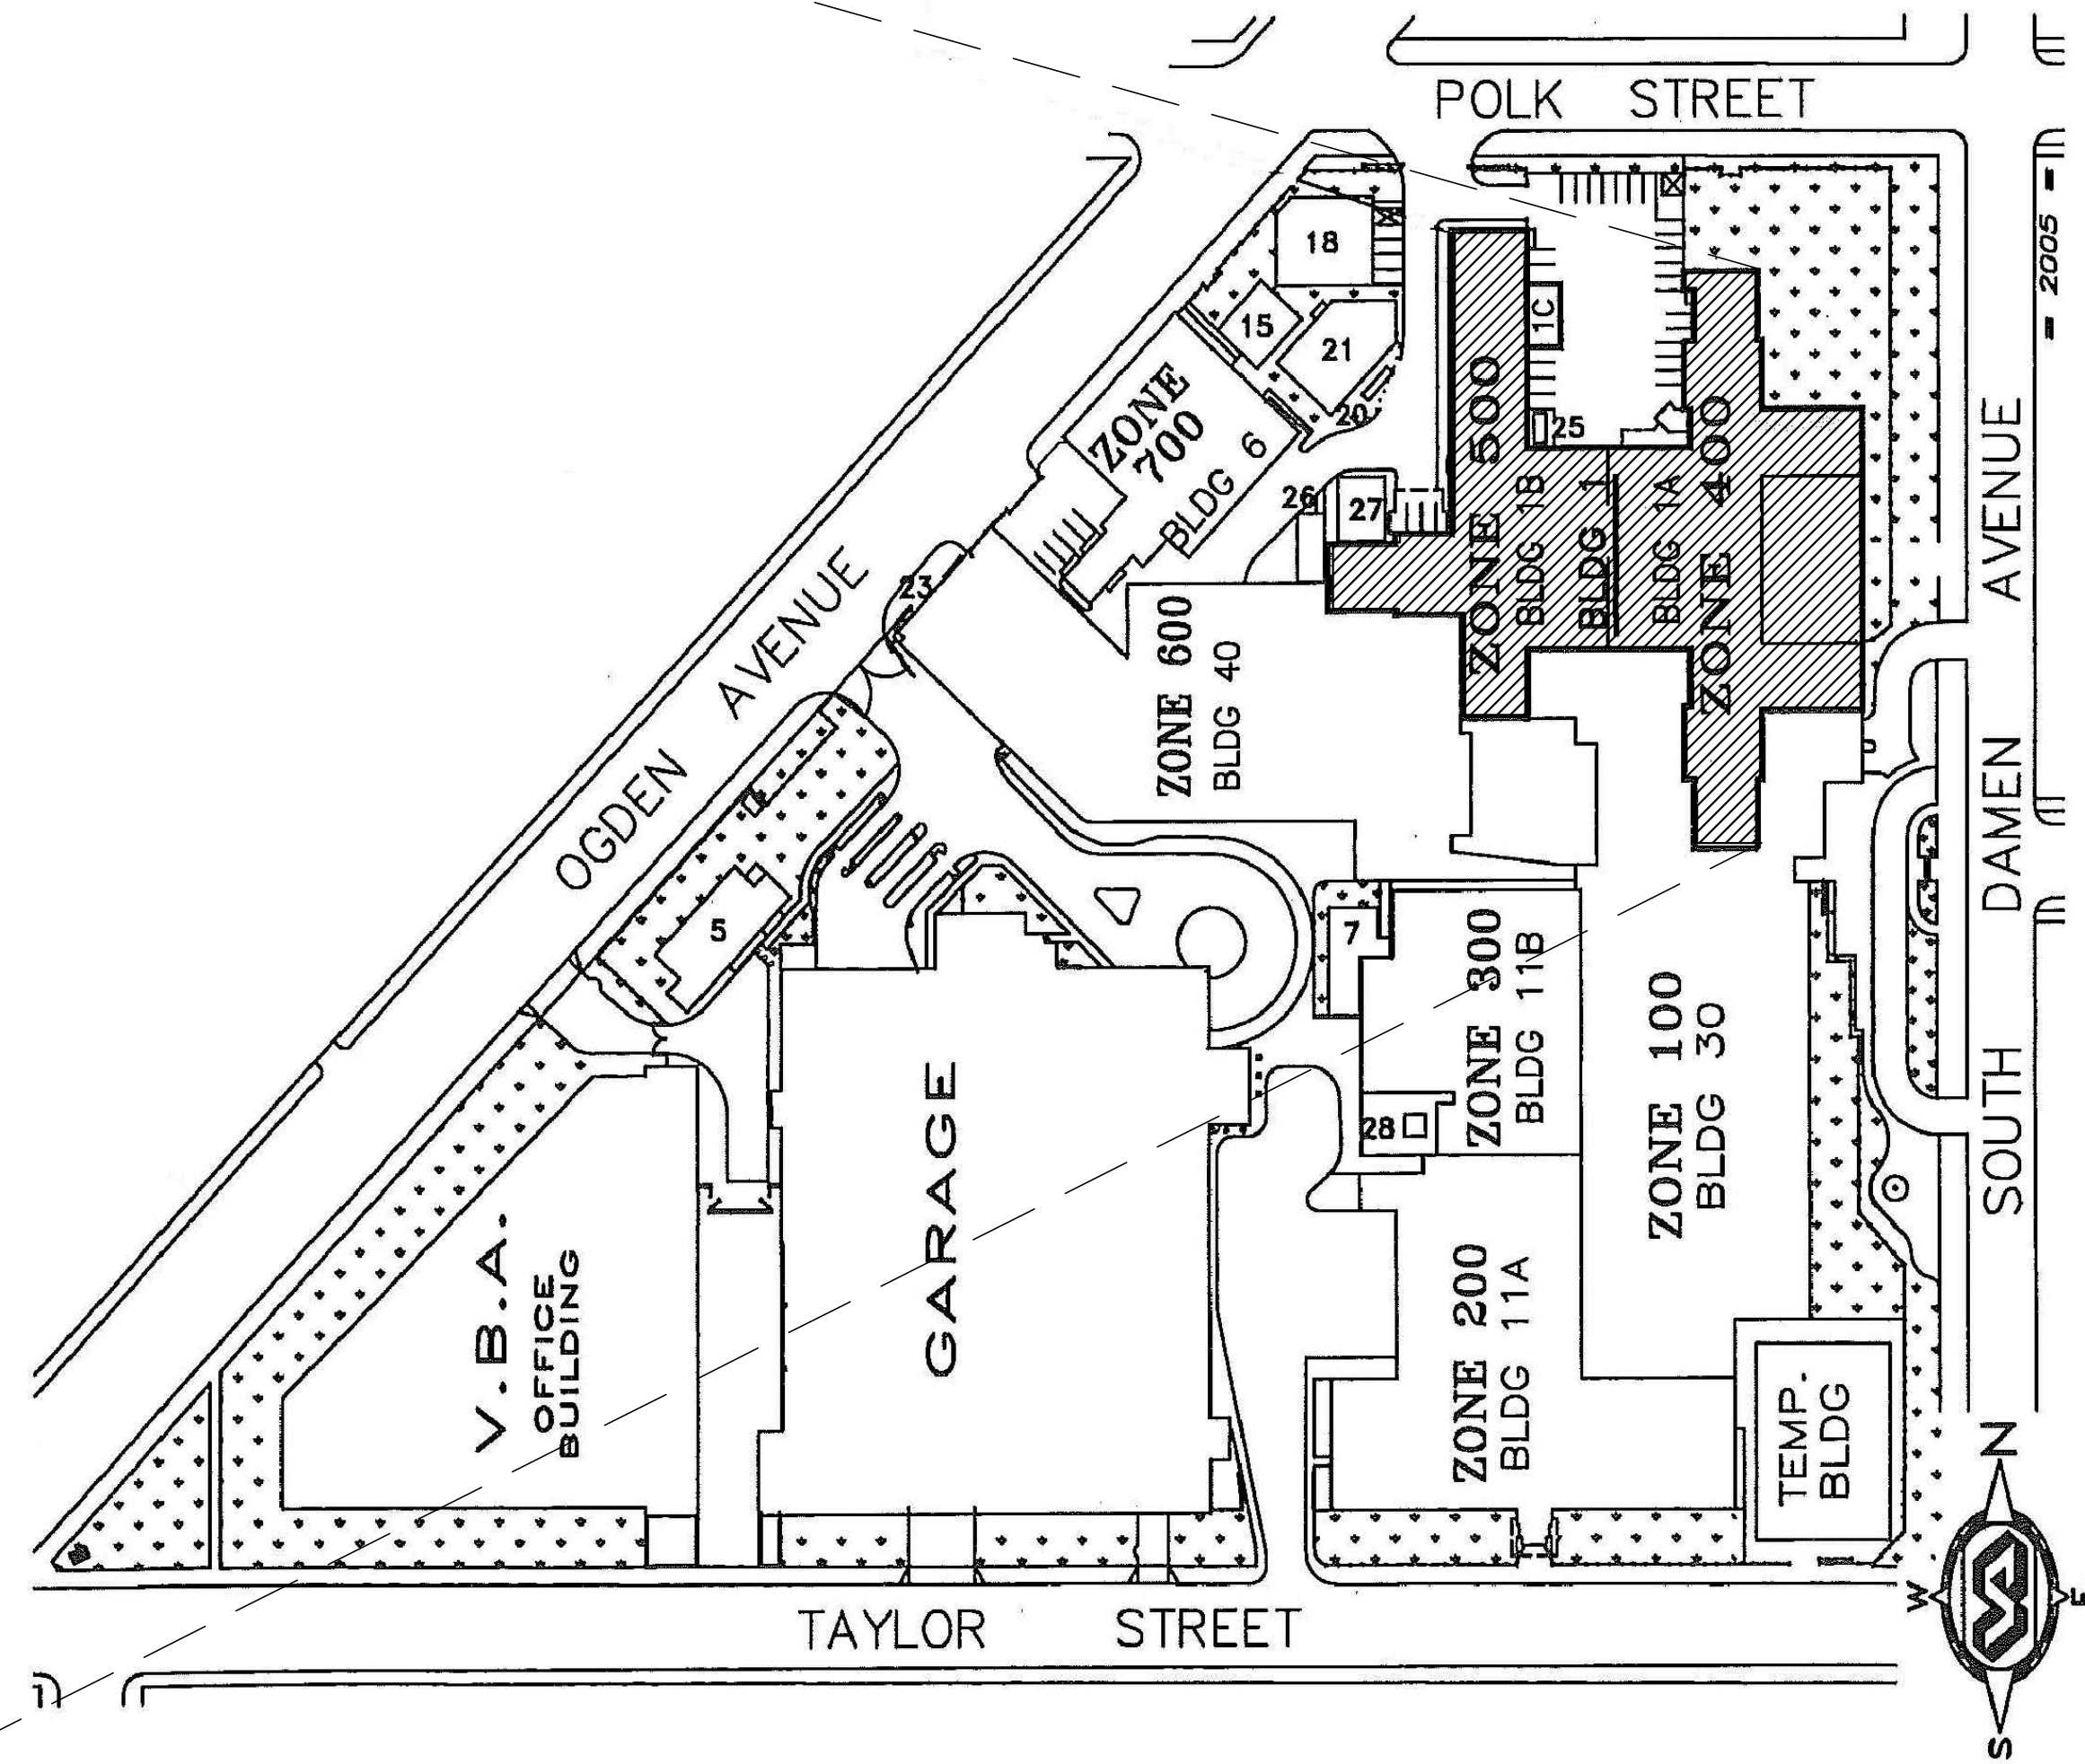 POLK STREET
= 2005 =
18
15
21
20
1C
25
ZONE
700
BLDG 6
26
27
23
ZONE 500
BLDG 1B
BLDG 1
BLDG 1A
ZONE 400
OGDEN AVENUE
ZONE 600
BLDG 40
5
7
ZONE 300
BLDG 11B
28
ZONE 100
BLDG 30
ZONE 200
BLDG 11A
GARAGE
V.B.A.
OFFICE
BUILDING
TEMP.
BLDG
SOUTH DAMEN AVENUE
TAYLOR STREET
N
W
E
S
VA